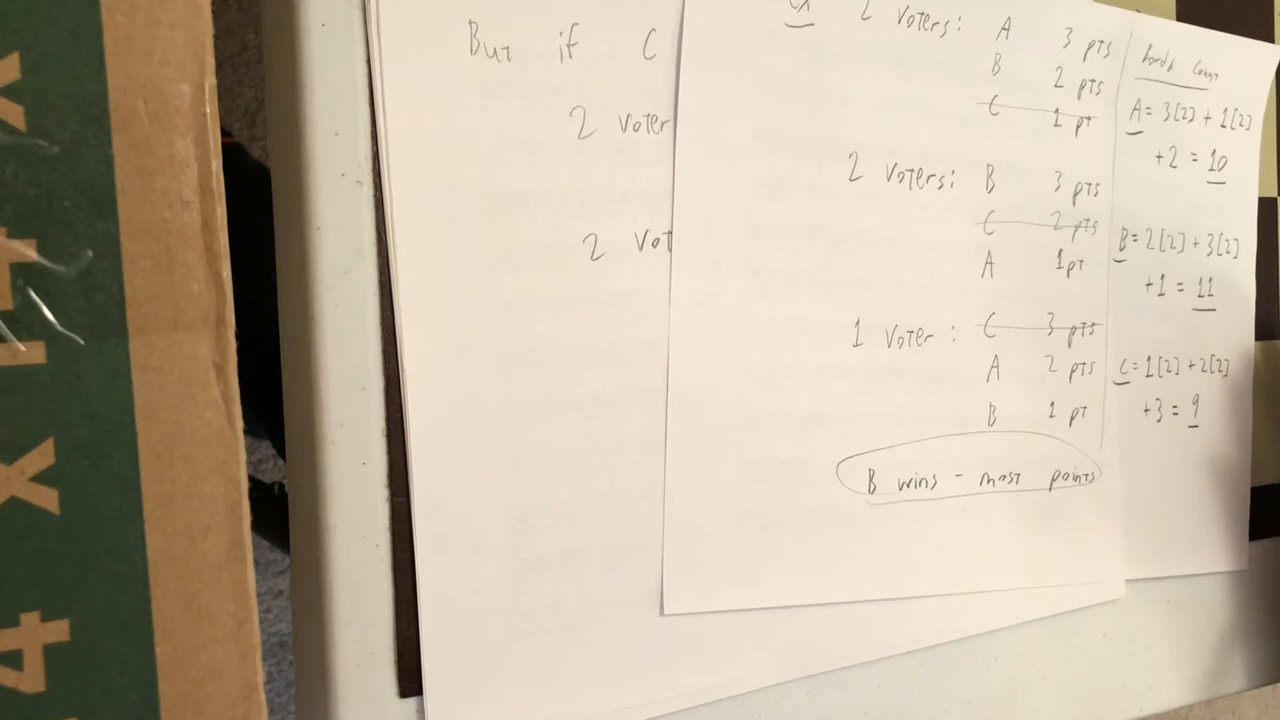 But if C
2 voter
2 vot
Ex 2 voters: A 3 pts
B 2 pts
C 1 pt
2 voters: B 3 pts
C 2 pts
A 1 pt
1 voter: C 3 pts
A 2 pts
B 1 pt
B wins - most points
Borda Count
A = 3[2] + 1[2]
+2 = 10
B = 2[2] + 3[2]
+1 = 11
C = 1[2] + 2[2]
+3 = 9